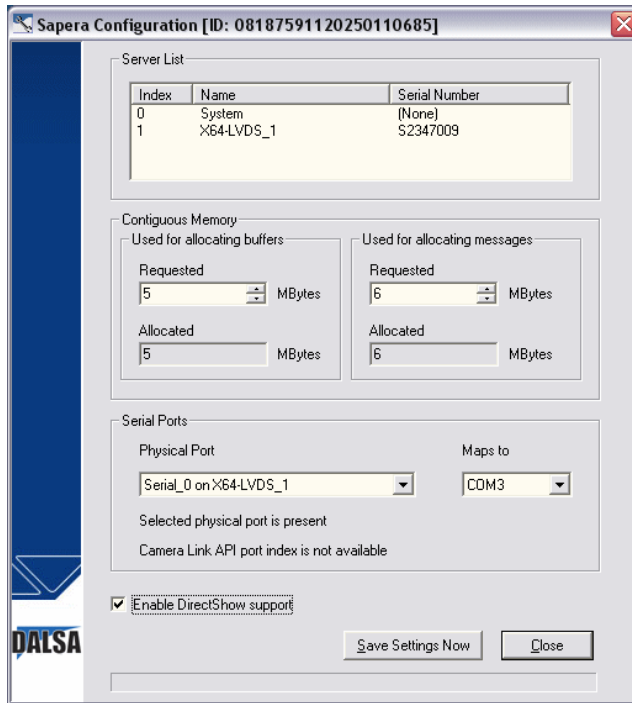 Sapera Configuration [ID: 08187591120250110685]
Server List
Index Name Serial Number
0 System (None)
1 X64-LVDS_1 S2347009
Contiguous Memory
Used for allocating buffers Used for allocating messages
Requested Requested
5 MBytes 6 MBytes
Allocated Allocated
5 MBytes 6 MBytes
Serial Ports
Physical Port Maps to
Serial_0 on X64-LVDS_1 COM3
Selected physical port is present
Camera Link API port index is not available
Enable DirectShow support
DALSA
Save Settings Now Close